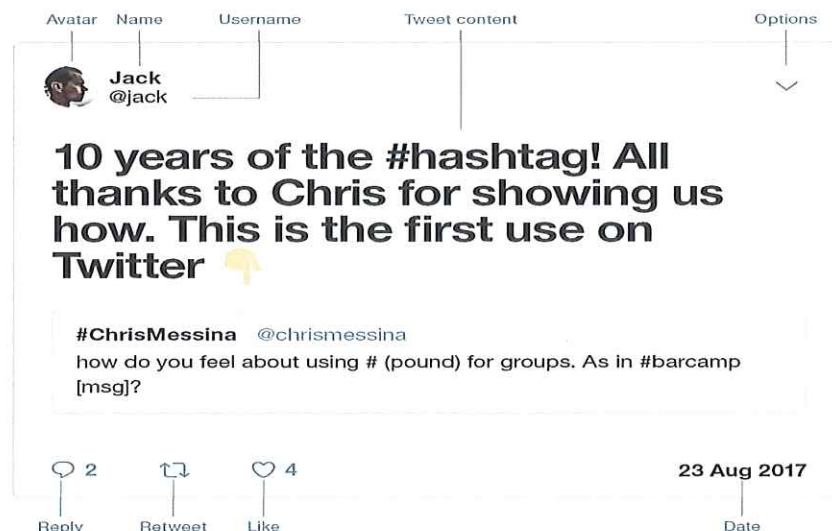 Avatar Name Username Tweet content Options
Jack
@jack
10 years of the #hashtag! All
thanks to Chris for showing us
how. This is the first use on
Twitter 👇
#ChrisMessina @chrismessina
how do you feel about using # (pound) for groups. As in #barcamp
[msg]?
2 4 23 Aug 2017
Reply Retweet Like Date